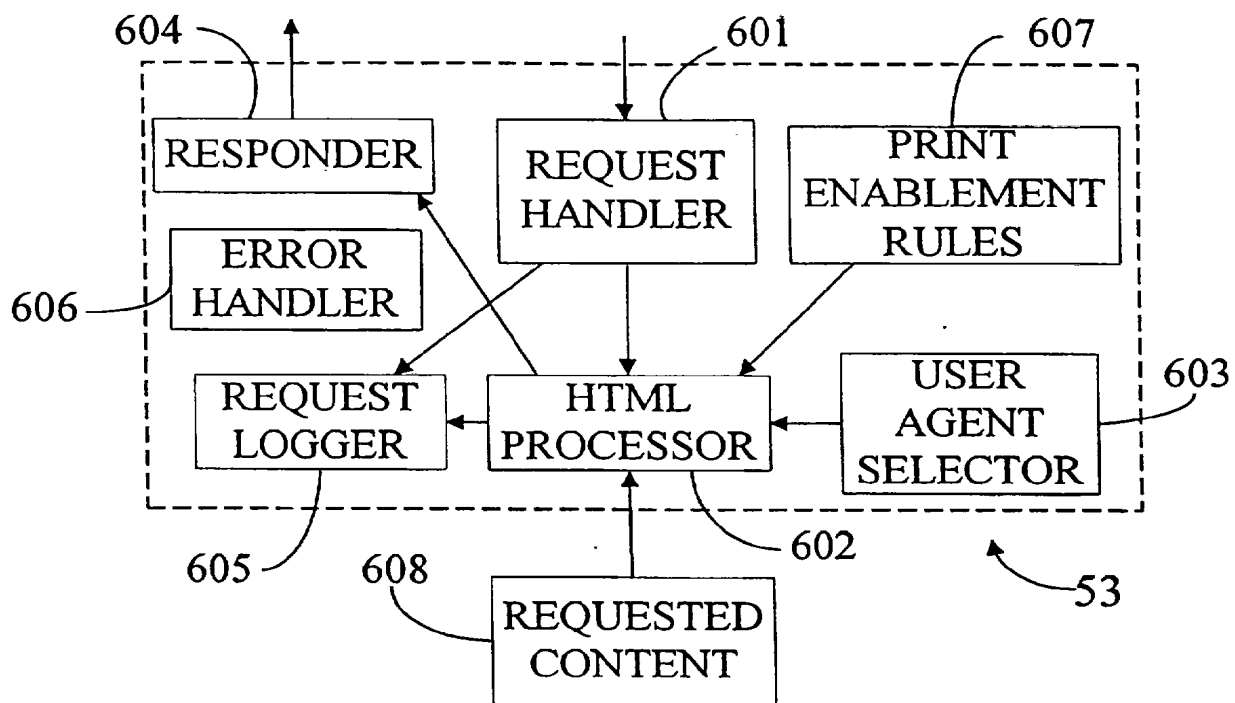 604
601
607
RESPONDER
REQUEST
HANDLER
PRINT
ENABLEMENT
RULES
ERROR
HANDLER
606
REQUEST
LOGGER
HTML
PROCESSOR
USER
AGENT
SELECTOR
603
605
608
602
53
REQUESTED
CONTENT